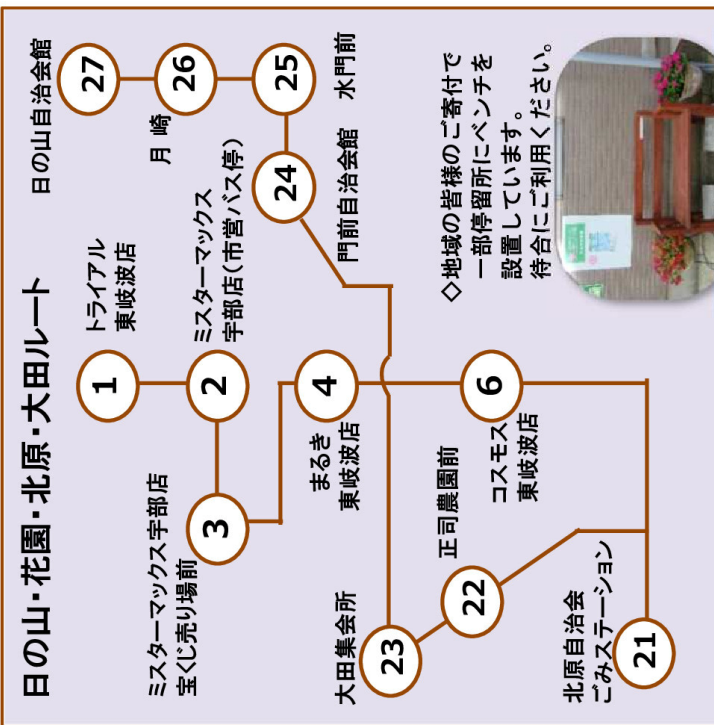 日の山・花園・北原・大田ルート
1
トライアル
東岐波店
2
ミスターマックス
宇部店(市営バス停)
3
ミスターマックス宇部店
宝くじ売り場前
4
まるき
東岐波店
6
コスモス
東岐波店
21
北原自治会
ごみステーション
22
正司農園前
23
大田集会所
24
門前自治会館
25
水門前
26
月崎
27
日の山自治会館
◇地域の皆様のご寄付で
一部停留所にベンチを
設置しています。
待合にご利用ください。